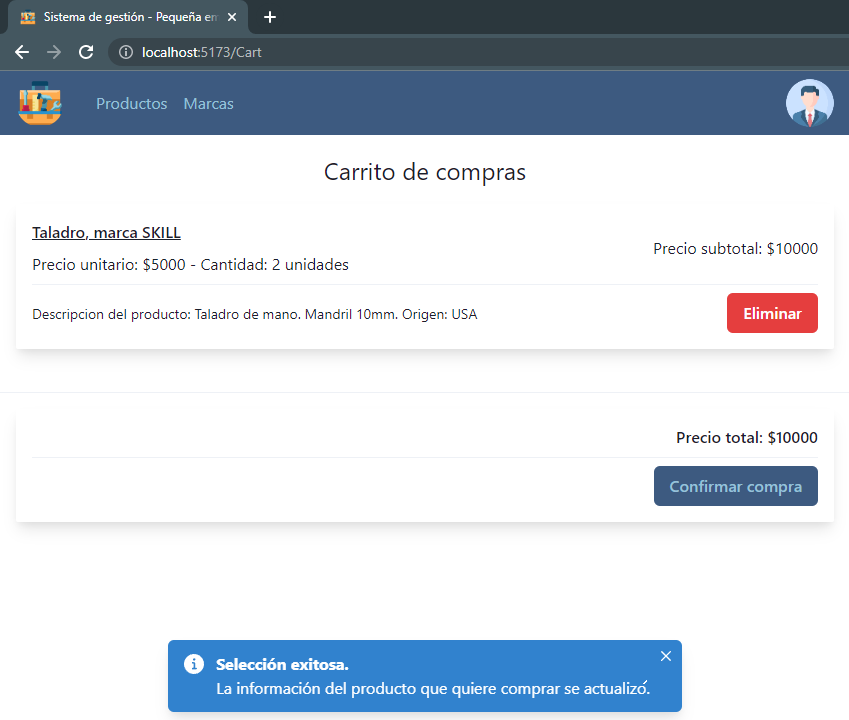 Sistema de gestión - Pequeña em
localhost:5173/Cart
Productos Marcas
Carrito de compras
Taladro, marca SKILL
Precio unitario: $5000 - Cantidad: 2 unidades
Precio subtotal: $10000
Descripcion del producto: Taladro de mano. Mandril 10mm. Origen: USA
Eliminar
Precio total: $10000
Confirmar compra
Selección exitosa.
La información del producto que quiere comprar se actualizó.